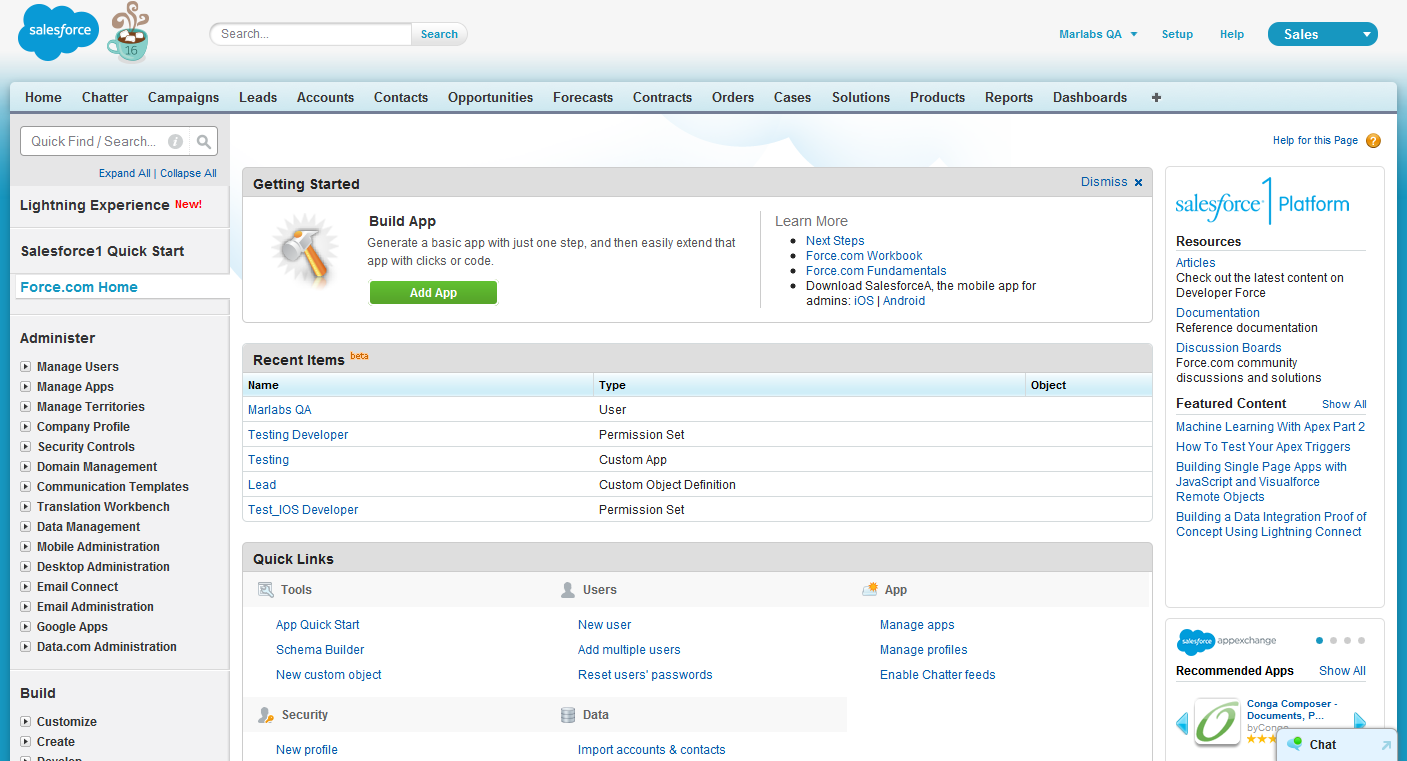 salesforce
16
Search...
Search
Marlabs QA
Setup
Help
Sales
Home Chatter Campaigns Leads Accounts Contacts Opportunities Forecasts Contracts Orders Cases Solutions Products Reports Dashboards +
Quick Find / Search...
Expand All | Collapse All
Lightning Experience New!
Salesforce1 Quick Start
Force.com Home
Administer
Manage Users
Manage Apps
Manage Territories
Company Profile
Security Controls
Domain Management
Communication Templates
Translation Workbench
Data Management
Mobile Administration
Desktop Administration
Email Connect
Email Administration
Google Apps
Data.com Administration
Build
Customize
Create
Develop
Help for this Page ?
Getting Started
Dismiss x
Build App
Generate a basic app with just one step, and then easily extend that
app with clicks or code.
Add App
Learn More
Next Steps
Force.com Workbook
Force.com Fundamentals
Download SalesforceA, the mobile app for
admins: iOS | Android
Recent Items beta
Name Type Object
Marlabs QA User
Testing Developer Permission Set
Testing Custom App
Lead Custom Object Definition
Test_IOS Developer Permission Set
Quick Links
Tools
App Quick Start
Schema Builder
New custom object
Users
New user
Add multiple users
Reset users' passwords
App
Manage apps
Manage profiles
Enable Chatter feeds
Security
New profile
Data
Import accounts & contacts
salesforce1 Platform
Resources
Articles
Check out the latest content on
Developer Force
Documentation
Reference documentation
Discussion Boards
Force.com community
discussions and solutions
Featured Content Show All
Machine Learning With Apex Part 2
How To Test Your Apex Triggers
Building Single Page Apps with
JavaScript and Visualforce
Remote Objects
Building a Data Integration Proof of
Concept Using Lightning Connect
salesforce appexchange
Recommended Apps Show All
Conga Composer -
Documents, P...
byConga
Chat